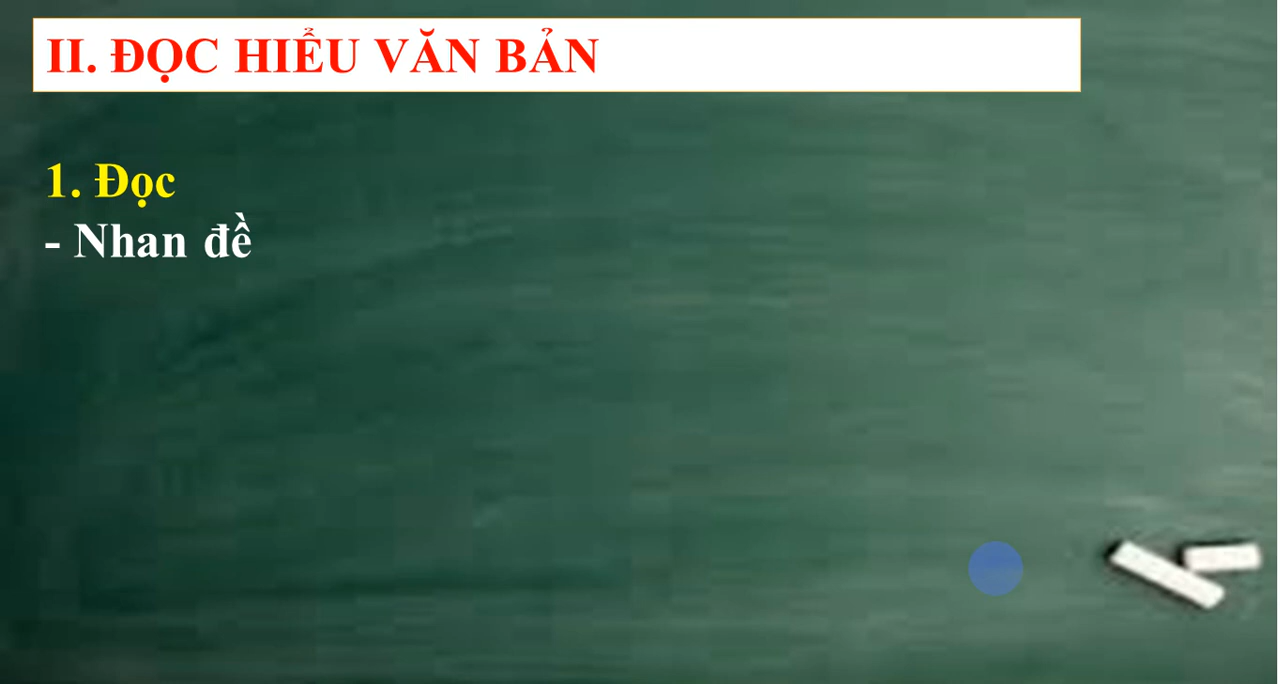 II. ĐỌC HIỂU VĂN BẢN
1. Đọc
- Nhan đề